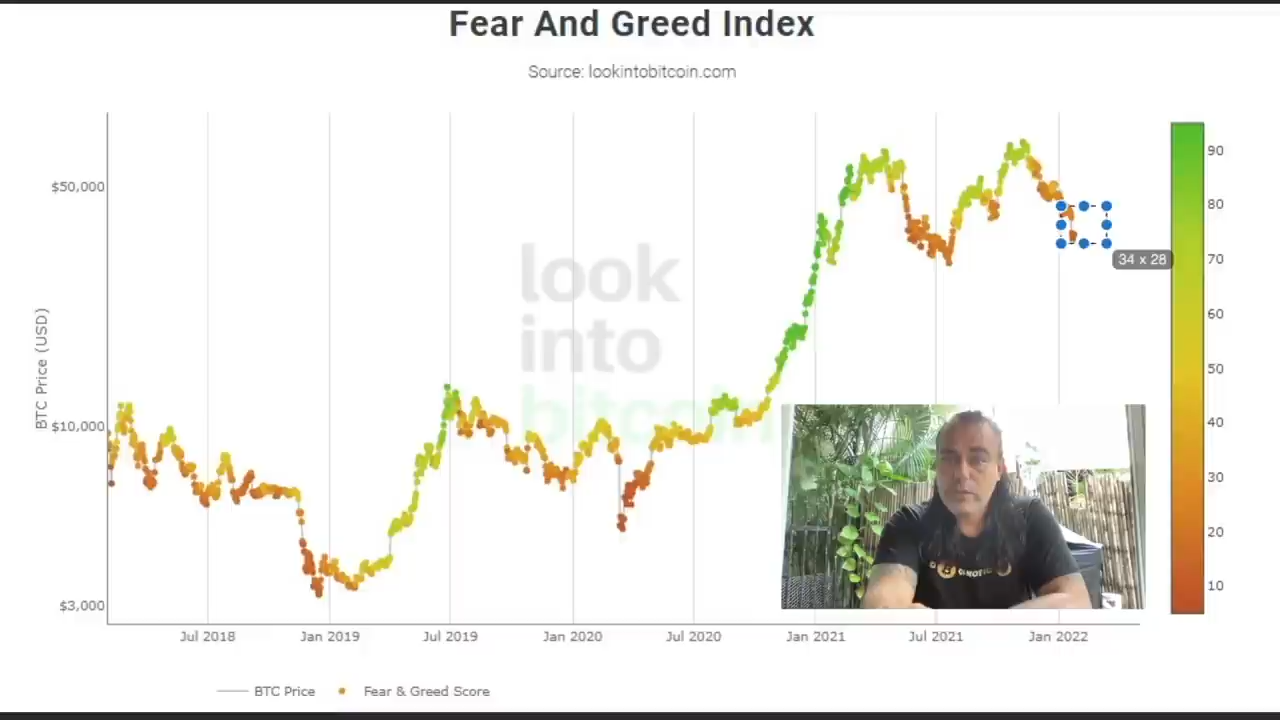 Fear And Greed Index
Source: lookintobitcoin.com
$50,000
$10,000
$3,000
BTC Price (USD)
look
into
bitcoin
34 x 28
90
80
70
60
50
40
30
20
10
Jul 2018
Jan 2019
Jul 2019
Jan 2020
Jul 2020
Jan 2021
Jul 2021
Jan 2022
BTC Price
Fear & Greed Score